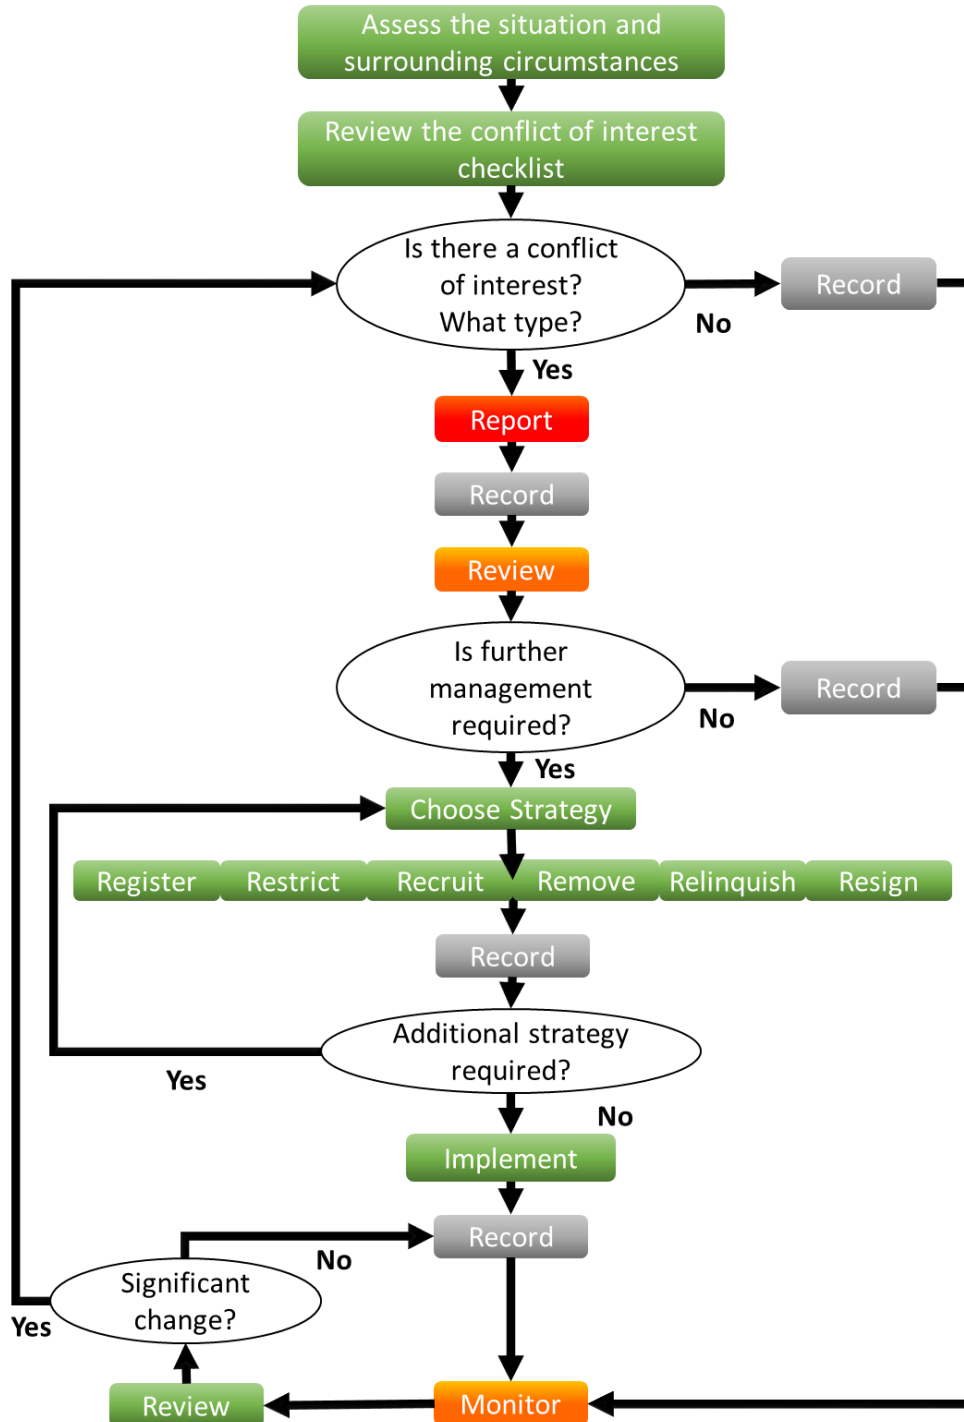 Assess the situation and
surrounding circumstances
Review the conflict of interest
checklist
Is there a conflict
of interest?
What type?
No
Record
Yes
Report
Record
Review
Is further
management
required?
No
Record
Yes
Choose Strategy
Register
Restrict
Recruit
Remove
Relinquish
Resign
Record
Additional strategy
required?
Yes
No
Implement
Record
No
Significant
change?
Yes
Review
Monitor